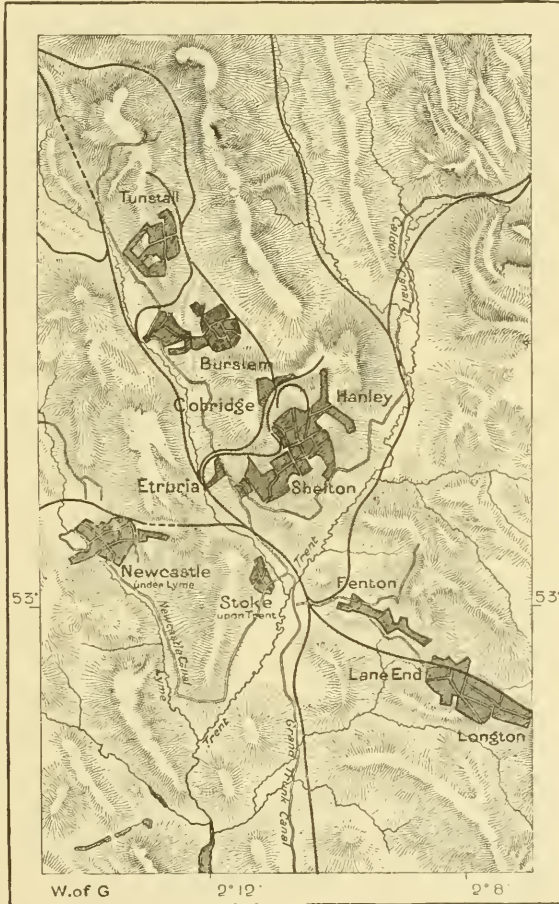 Tunstall
Caldon Canal
Burslem
Cobridge
Hanley
Etruria
Shelton
Trent
Newcastle
under Lyme
Stoke
upon Trent
Fenton
53°
53°
Newcastle Canal
Lyme
Trent
Lane End
Longton
Grand Trunk Canal
W. of G
2°12'
2°8'